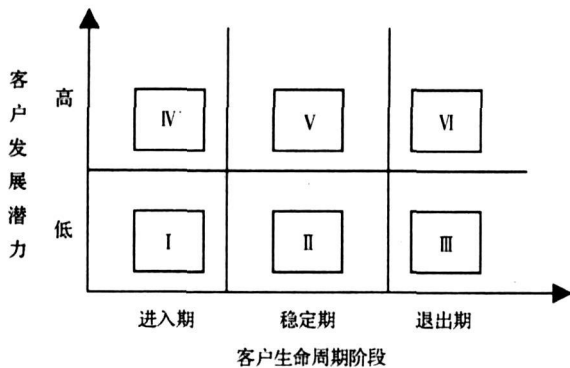 客户发展潜力
高
Ⅳ Ⅴ Ⅵ
低
Ⅰ Ⅱ Ⅲ
进入期 稳定期 退出期
客户生命周期阶段